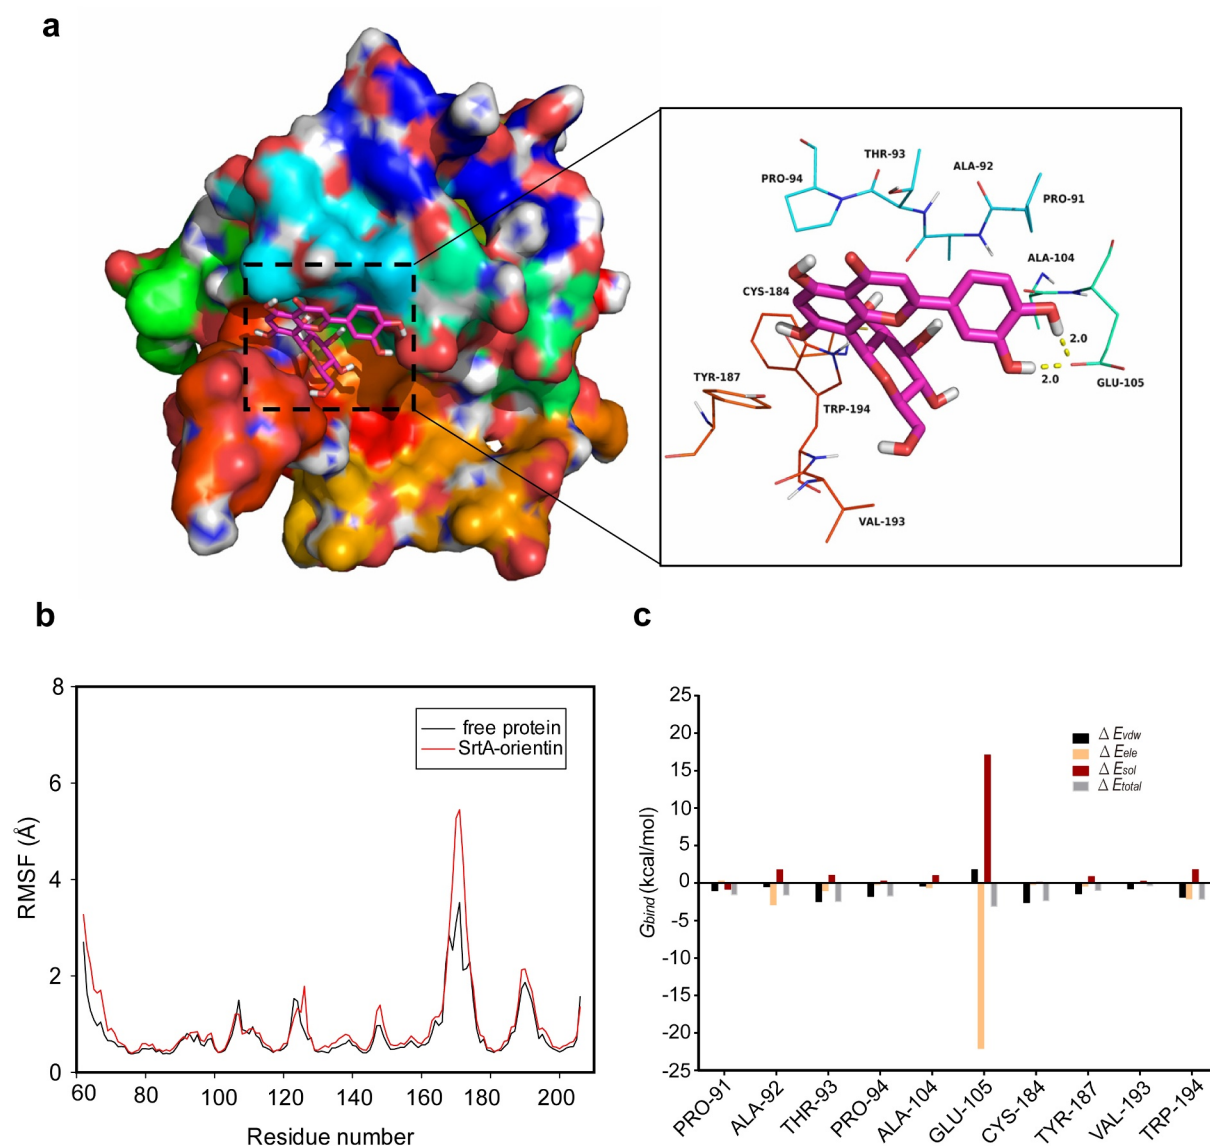 a
THR-93
ALA-92
PRO-94
PRO-91
ALA-104
CYS-184
2.0
2.0
GLU-105
TYR-187
TRP-194
VAL-193
b
8
6
4
2
0
RMSF (Å)
free protein
SrtA-orientin
60 80 100 120 140 160 180 200
Residue number
c
25
20
15
10
5
0
-5
-10
-15
-20
-25
Gbind (kcal/mol)
Δ Evdw
Δ Eele
Δ Esol
Δ Etotal
PRO-91
ALA-92
THR-93
PRO-94
ALA-104
GLU-105
CYS-184
TYR-187
VAL-193
TRP-194